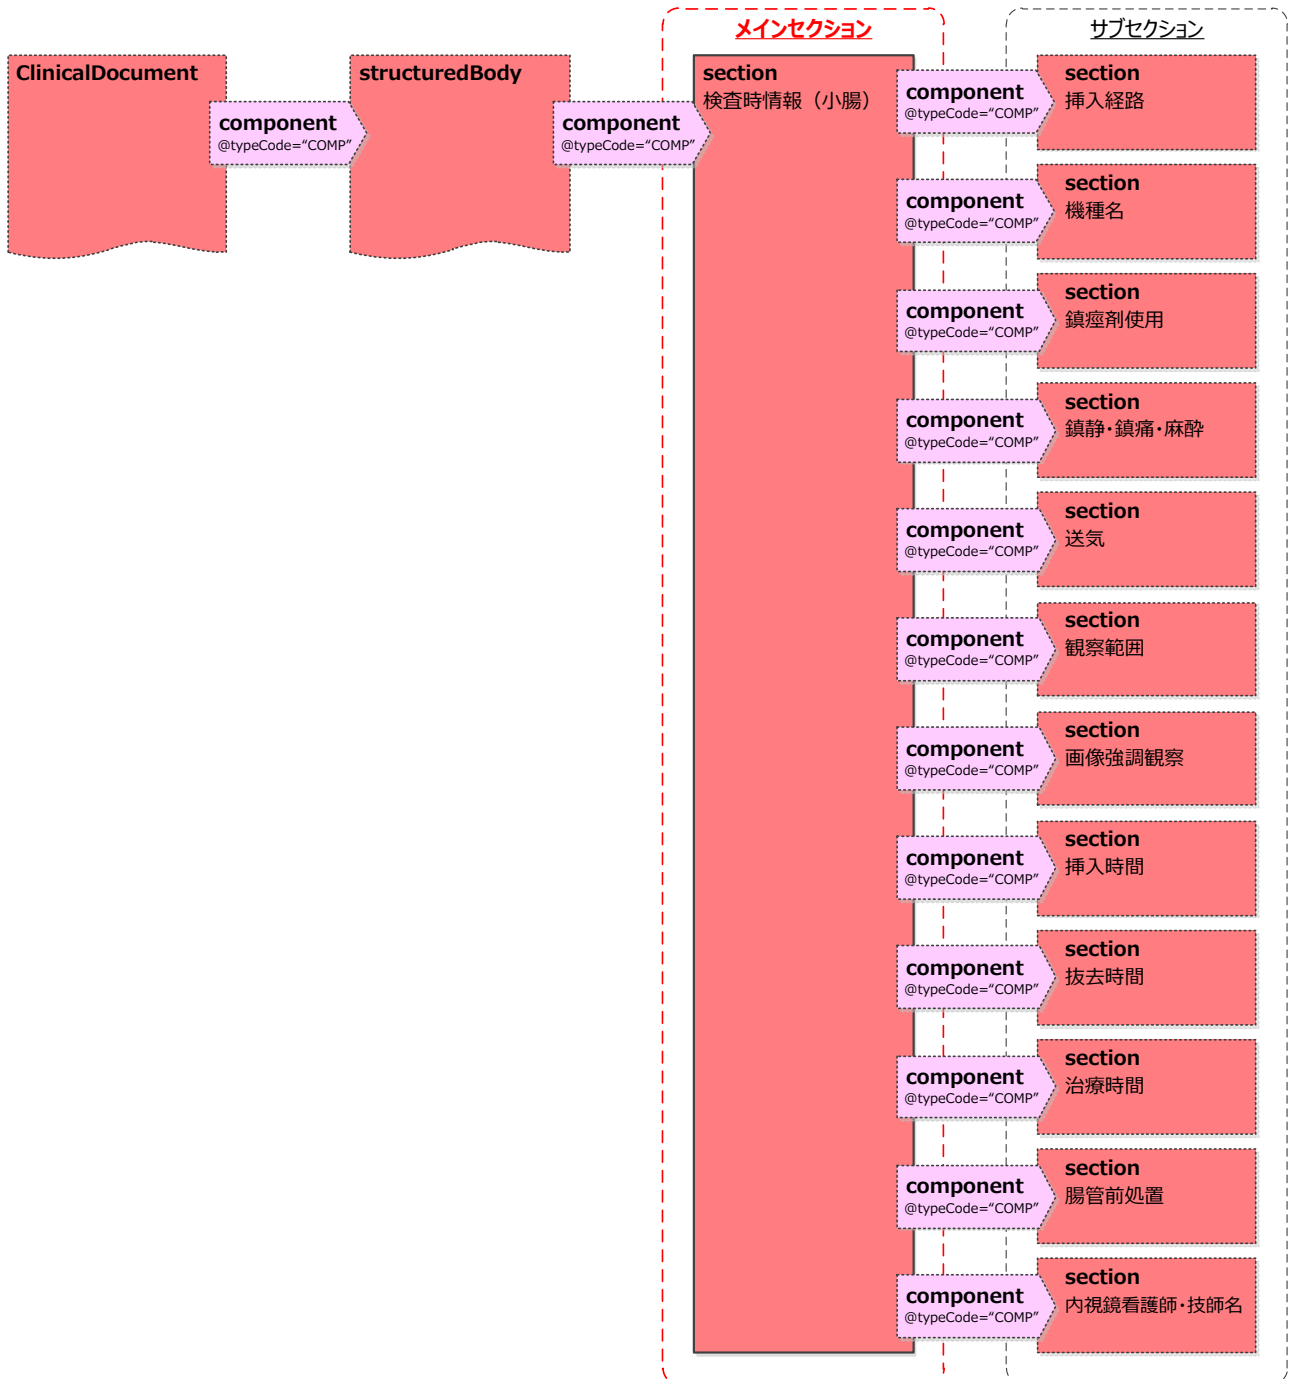 メインセクション
サブセクション
ClinicalDocument
component
@typeCode=“COMP”
structuredBody
component
@typeCode=“COMP”
section
検査時情報（小腸）
component
@typeCode=“COMP”
section
挿入経路
component
@typeCode=“COMP”
section
機種名
component
@typeCode=“COMP”
section
鎮痙剤使用
component
@typeCode=“COMP”
section
鎮静・鎮痛・麻酔
component
@typeCode=“COMP”
section
送気
component
@typeCode=“COMP”
section
観察範囲
component
@typeCode=“COMP”
section
画像強調観察
component
@typeCode=“COMP”
section
挿入時間
component
@typeCode=“COMP”
section
抜去時間
component
@typeCode=“COMP”
section
治療時間
component
@typeCode=“COMP”
section
腸管前処置
component
@typeCode=“COMP”
section
内視鏡看護師・技師名